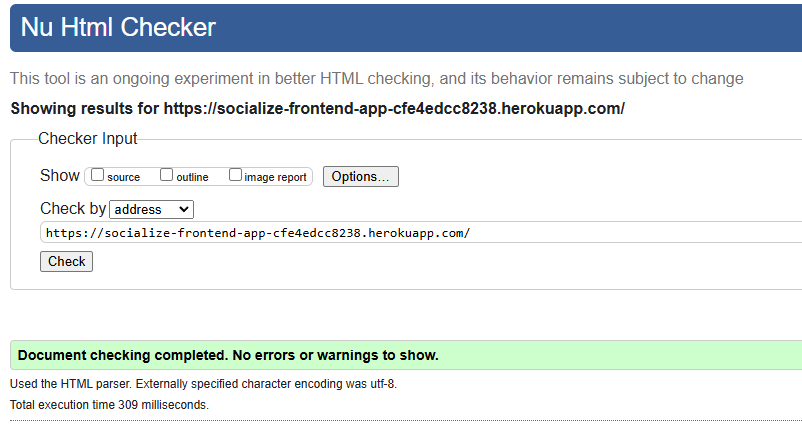 Nu Html Checker
This tool is an ongoing experiment in better HTML checking, and its behavior remains subject to change
Showing results for https://socialize-frontend-app-cfe4edcc8238.herokuapp.com/
Checker Input
Show source outline image report Options...
Check by address
https://socialize-frontend-app-cfe4edcc8238.herokuapp.com/
Check
Document checking completed. No errors or warnings to show.
Used the HTML parser. Externally specified character encoding was utf-8.
Total execution time 309 milliseconds.